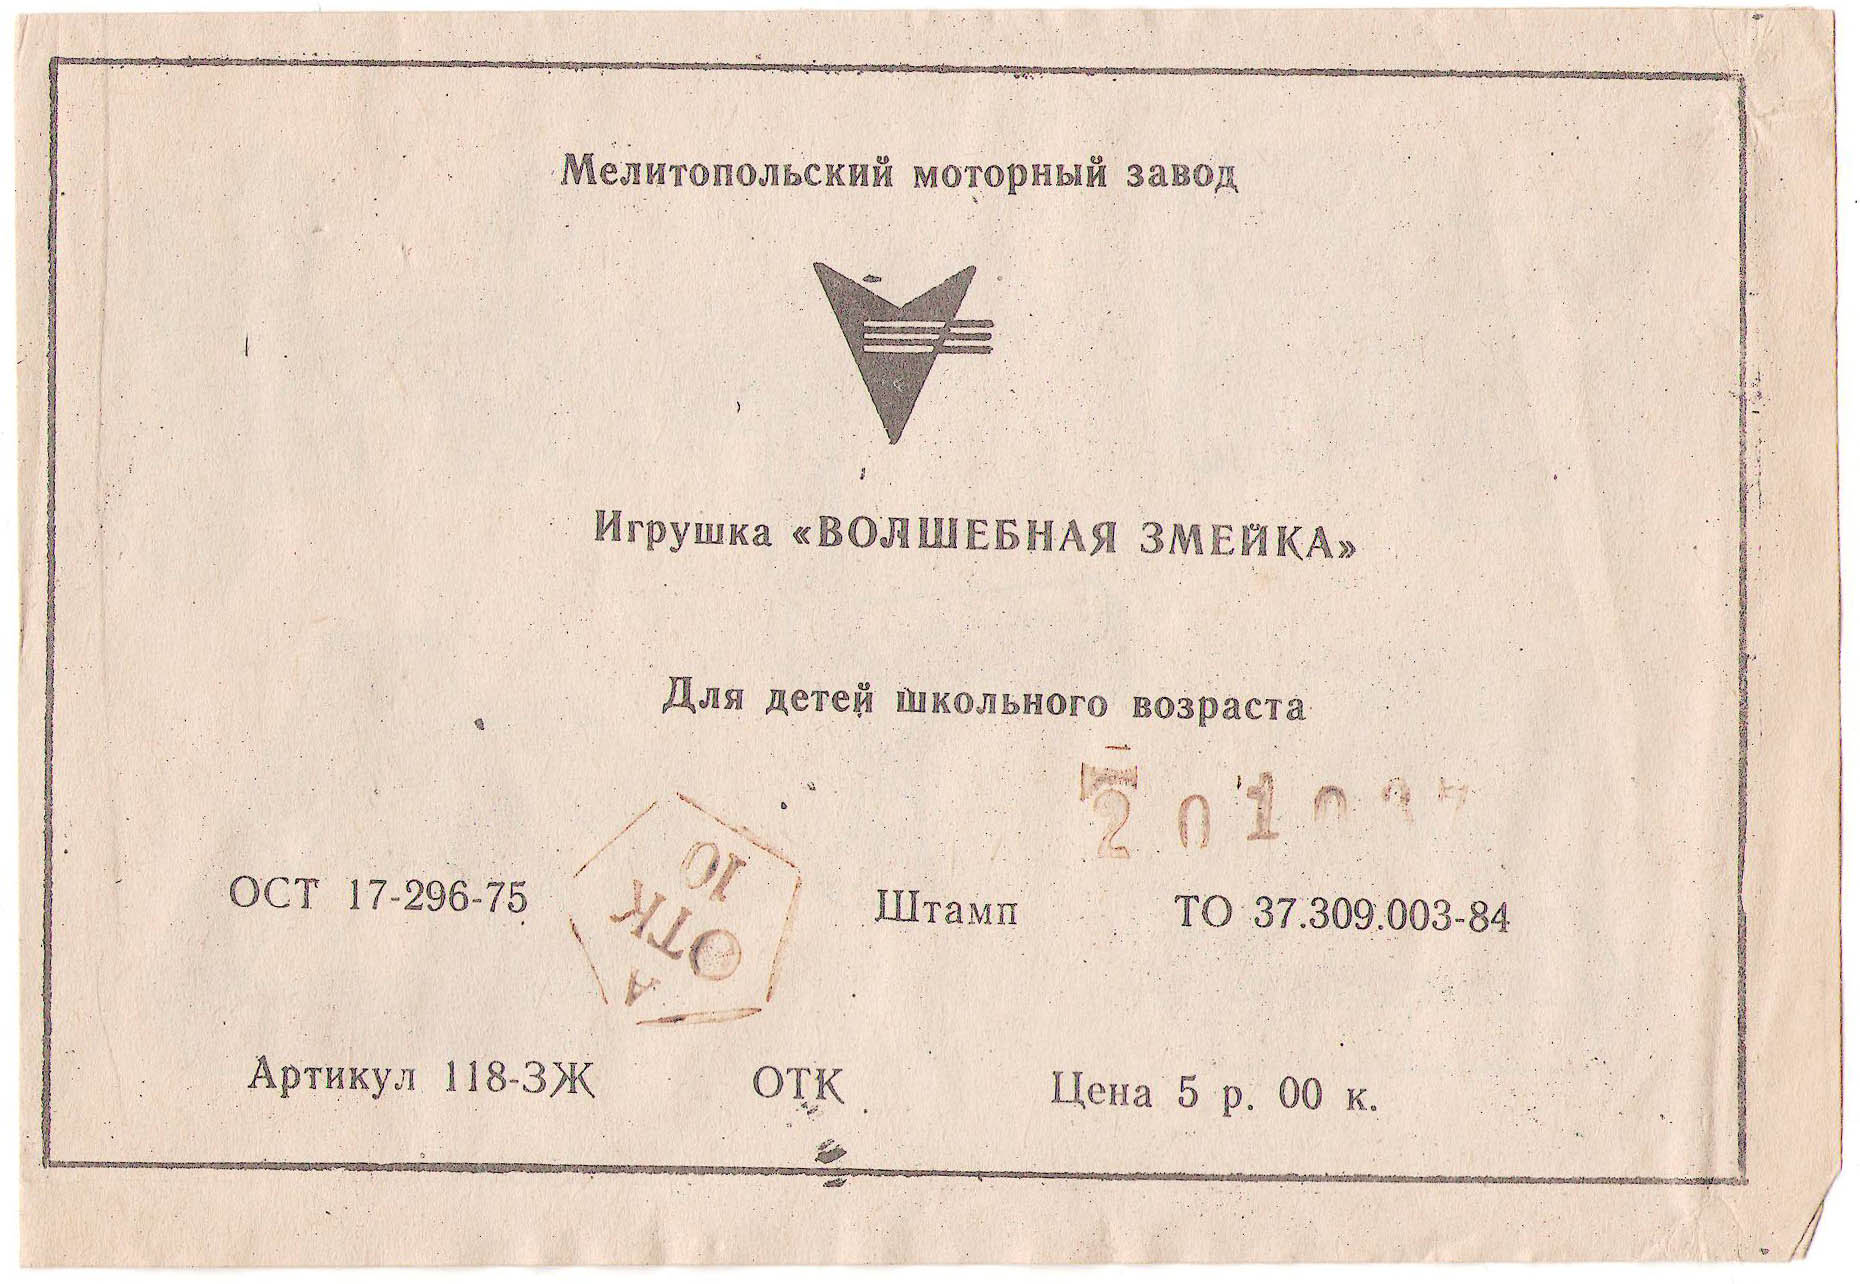 Мелитопольский моторный завод
Игрушка «ВОЛШЕБНАЯ ЗМЕЙКА»
Для детей школьного возраста
ОСТ 17-296-75
10
ОТК
А
Штамп
ТО 37.309.003-84
Артикул 118-ЗЖ
ОТК
Цена 5 р. 00 к.